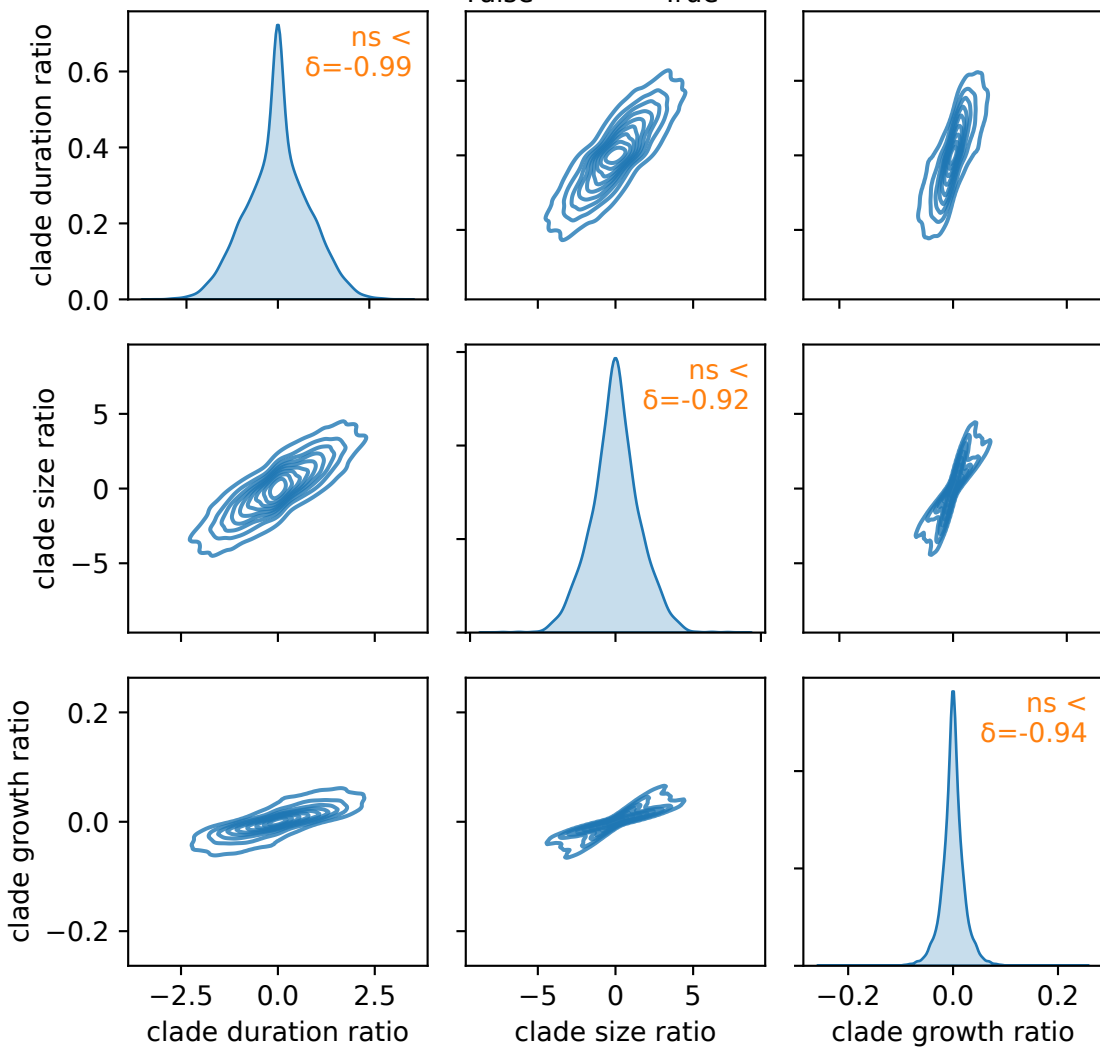 True
clade duration ratio
0.6
0.4
0.2
0.0
ns <
δ=-0.99
clade size ratio
5
0
−5
ns <
δ=-0.92
clade growth ratio
0.2
0.0
−0.2
ns <
δ=-0.94
−2.5 0.0 2.5
−5 0 5
−0.2 0.0 0.2
clade duration ratio
clade size ratio
clade growth ratio